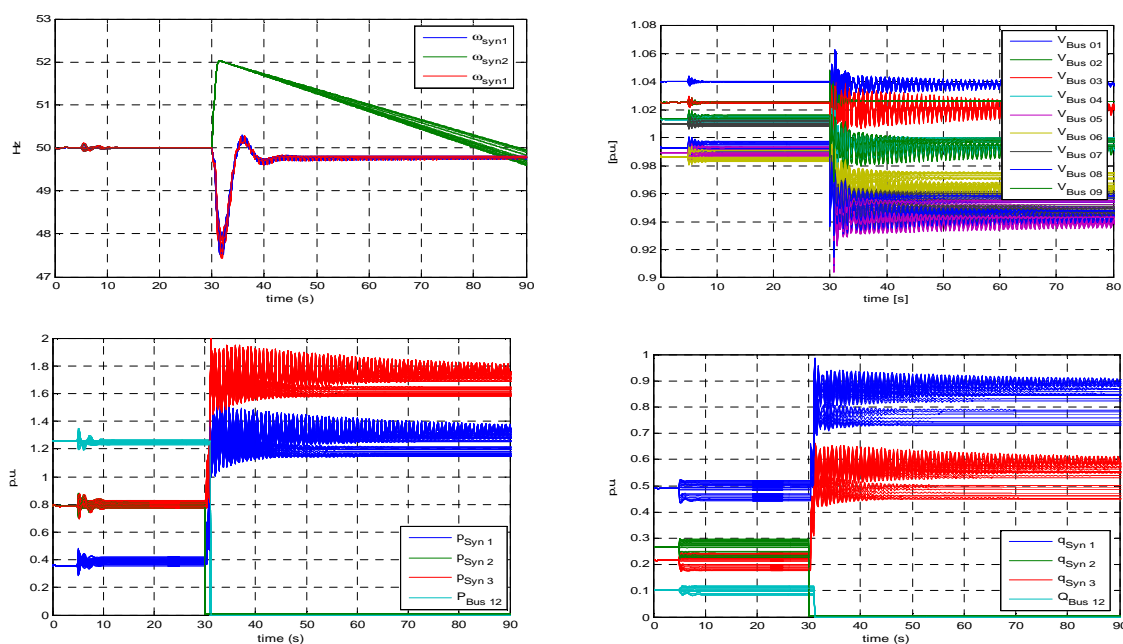 53
52
51
50
49
48
47
Hz
0 10 20 30 40 50 60 70 80 90
time (s)
ωsyn1
ωsyn2
ωsyn1
1.08
1.06
1.04
1.02
1
0.98
0.96
0.94
0.92
0.9
[p.u.]
0 10 20 30 40 50 60 70 80
time [s]
VBus 01
VBus 02
VBus 03
VBus 04
VBus 05
VBus 06
VBus 07
VBus 08
VBus 09
2
1.8
1.6
1.4
1.2
1
0.8
0.6
0.4
0.2
0
p.u.
0 10 20 30 40 50 60 70 80 90
time (s)
pSyn 1
pSyn 2
pSyn 3
PBus 12
1
0.9
0.8
0.7
0.6
0.5
0.4
0.3
0.2
0.1
0
p.u
0 10 20 30 40 50 60 70 80 90
time (s)
qSyn 1
qSyn 2
qSyn 3
QBus 12